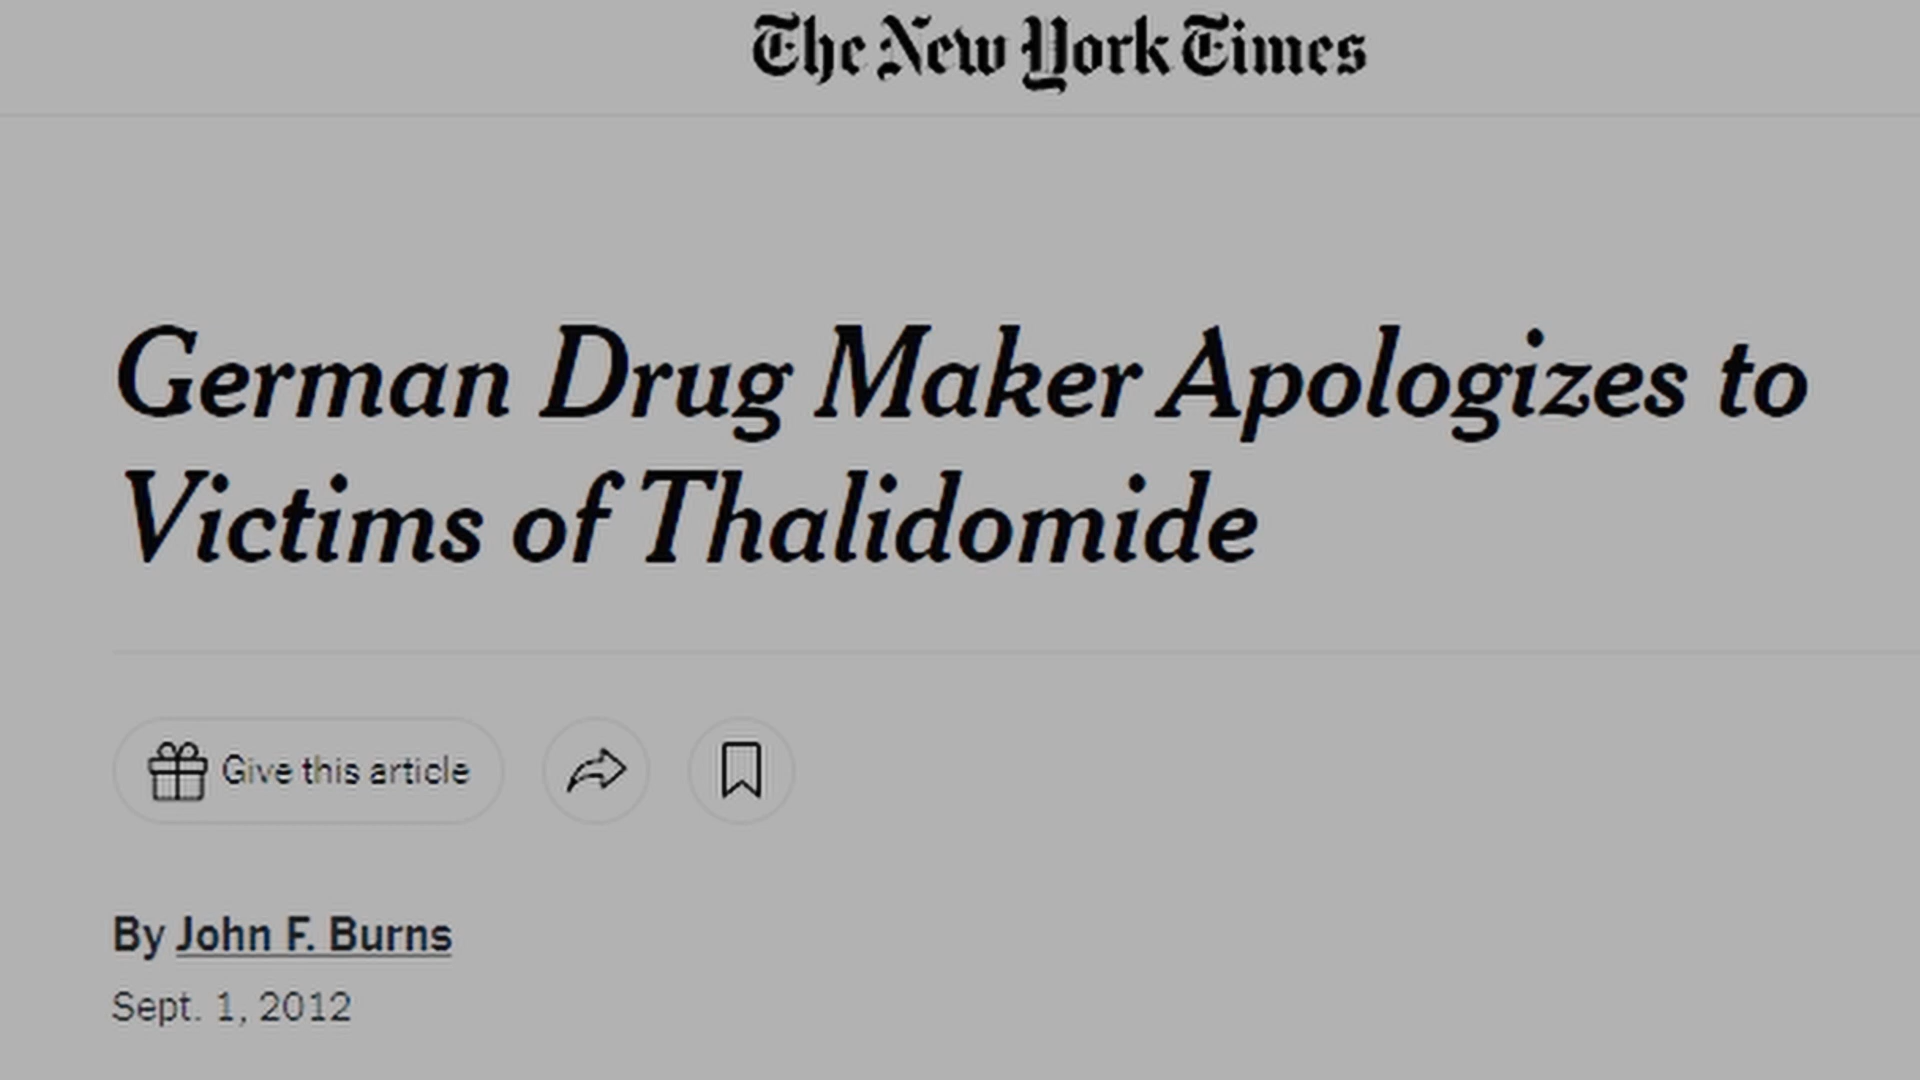 The New York Times
German Drug Maker Apologizes to
Victims of Thalidomide
Give this article
By John F. Burns
Sept. 1, 2012